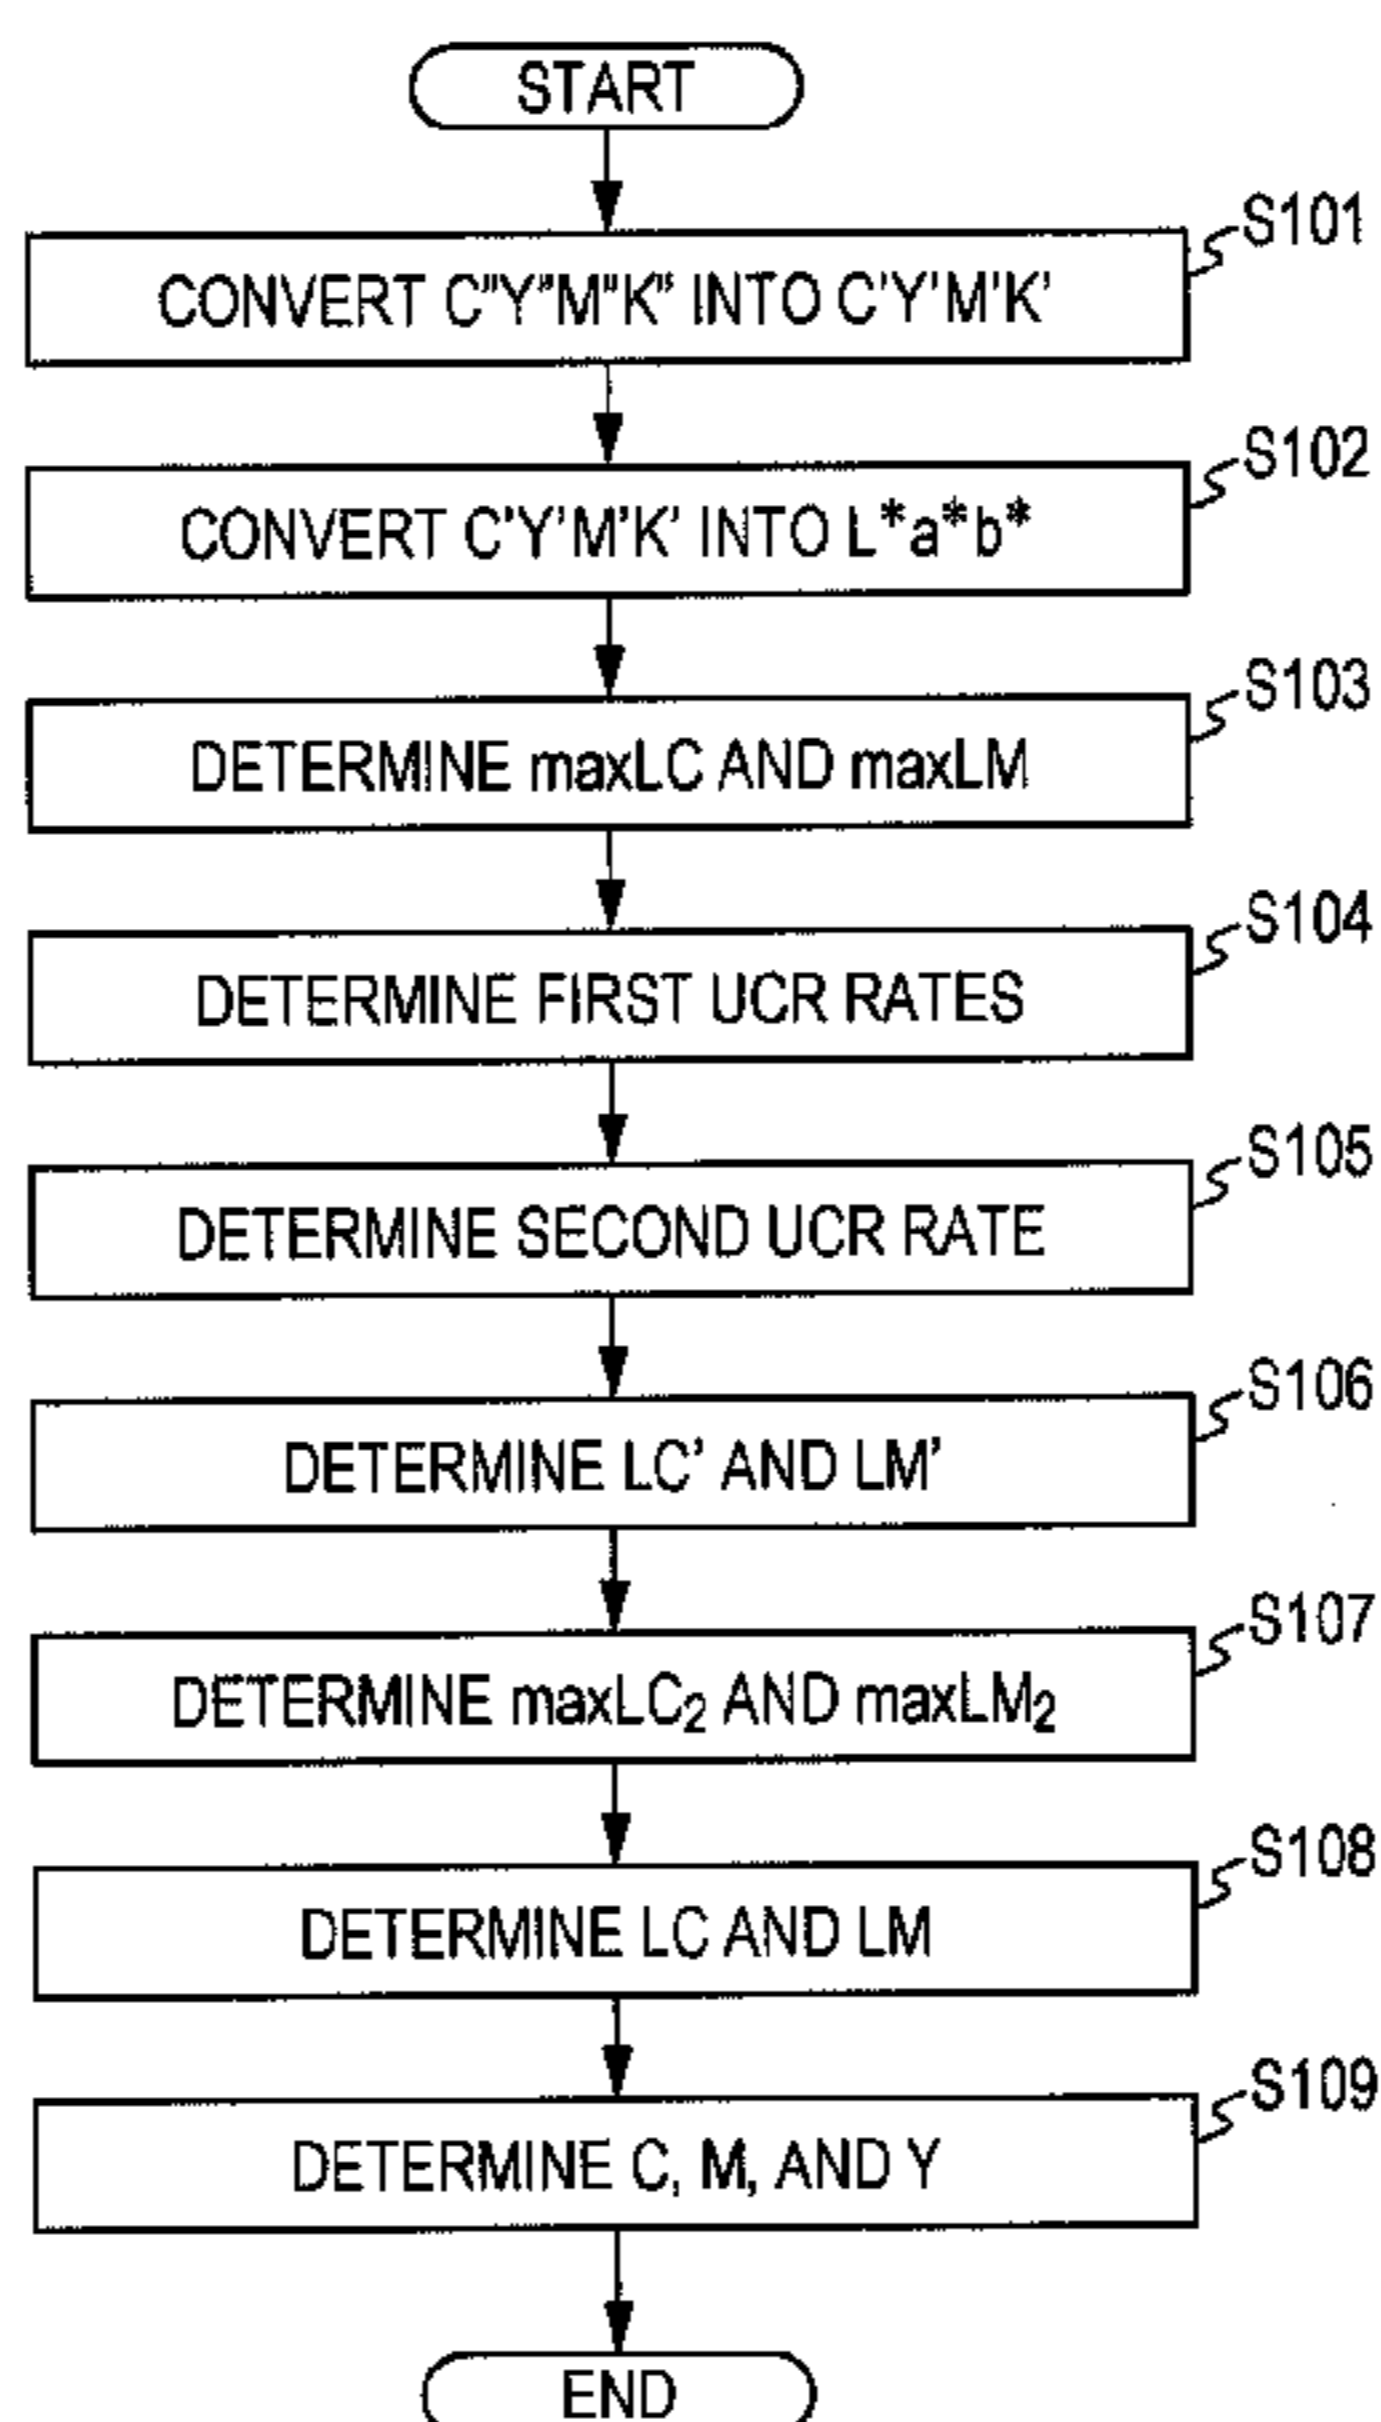 START
S101
CONVERT C"Y"M"K" INTO C'Y'M'K'
S102
CONVERT C'Y'M'K' INTO L*a*b*
S103
DETERMINE maxLC AND maxLM
S104
DETERMINE FIRST UCR RATES
S105
DETERMINE SECOND UCR RATE
S106
DETERMINE LC' AND LM'
S107
DETERMINE maxLC₂ AND maxLM₂
S108
DETERMINE LC AND LM
S109
DETERMINE C, M, AND Y
END